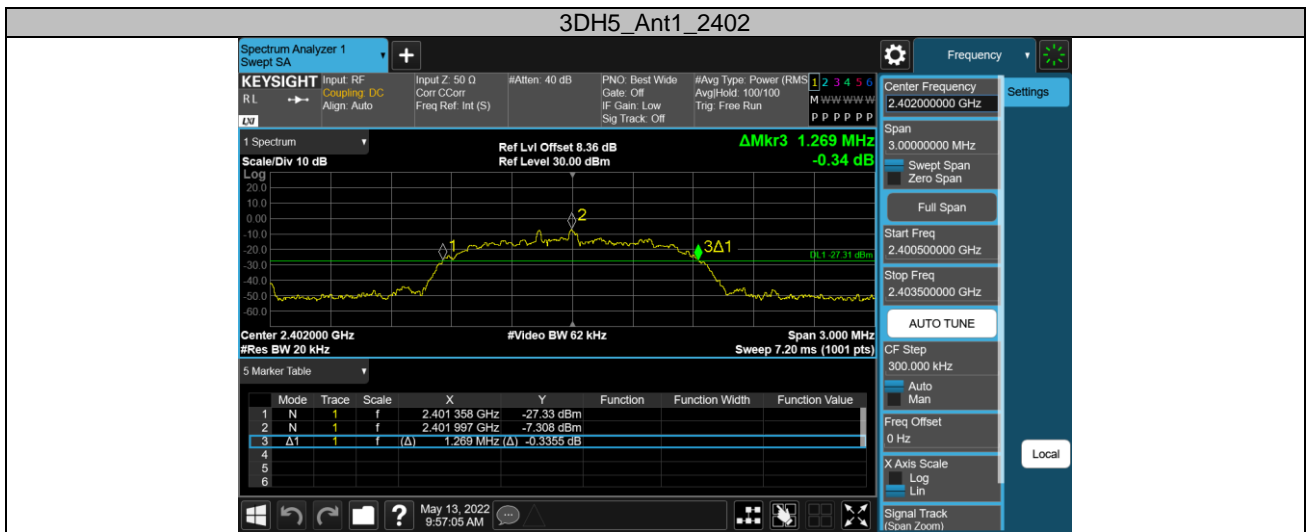 3DH5_Ant1_2402
Spectrum Analyzer 1
Swept SA
+
Frequency
KEYSIGHT
RL
LXI
Input: RF
Coupling: DC
Align: Auto
Input Z: 50 Ω
Corr CCorr
Freq Ref: Int (S)
#Atten: 40 dB
PNO: Best Wide
Gate: Off
IF Gain: Low
Sig Track: Off
#Avg Type: Power (RMS
Avg|Hold: 100/100
Trig: Free Run
1 2 3 4 5 6
M W W W W W
P P P P P P
1 Spectrum
Scale/Div 10 dB
Ref Lvl Offset 8.36 dB
Ref Level 30.00 dBm
ΔMkr3 1.269 MHz
-0.34 dB
Log
20.0
10.0
0.00
-10.0
-20.0
-30.0
-40.0
-50.0
-60.0
1
2
3Δ1
DL1 -27.31 dBm
Center 2.402000 GHz
#Video BW 62 kHz
Span 3.000 MHz
#Res BW 20 kHz
Sweep 7.20 ms (1001 pts)
5 Marker Table
Mode Trace Scale X Y Function Function Width Function Value
1 N 1 f 2.401 358 GHz -27.33 dBm
2 N 1 f 2.401 997 GHz -7.308 dBm
3 Δ1 1 f (Δ) 1.269 MHz (Δ) -0.3355 dB
4
5
6
May 13, 2022
9:57:05 AM
Center Frequency
2.402000000 GHz
Settings
Span
3.00000000 MHz
Swept Span
Zero Span
Full Span
Start Freq
2.400500000 GHz
Stop Freq
2.403500000 GHz
AUTO TUNE
CF Step
300.000 kHz
Auto
Man
Freq Offset
0 Hz
X Axis Scale
Log
Lin
Signal Track
(Span Zoom)
Local